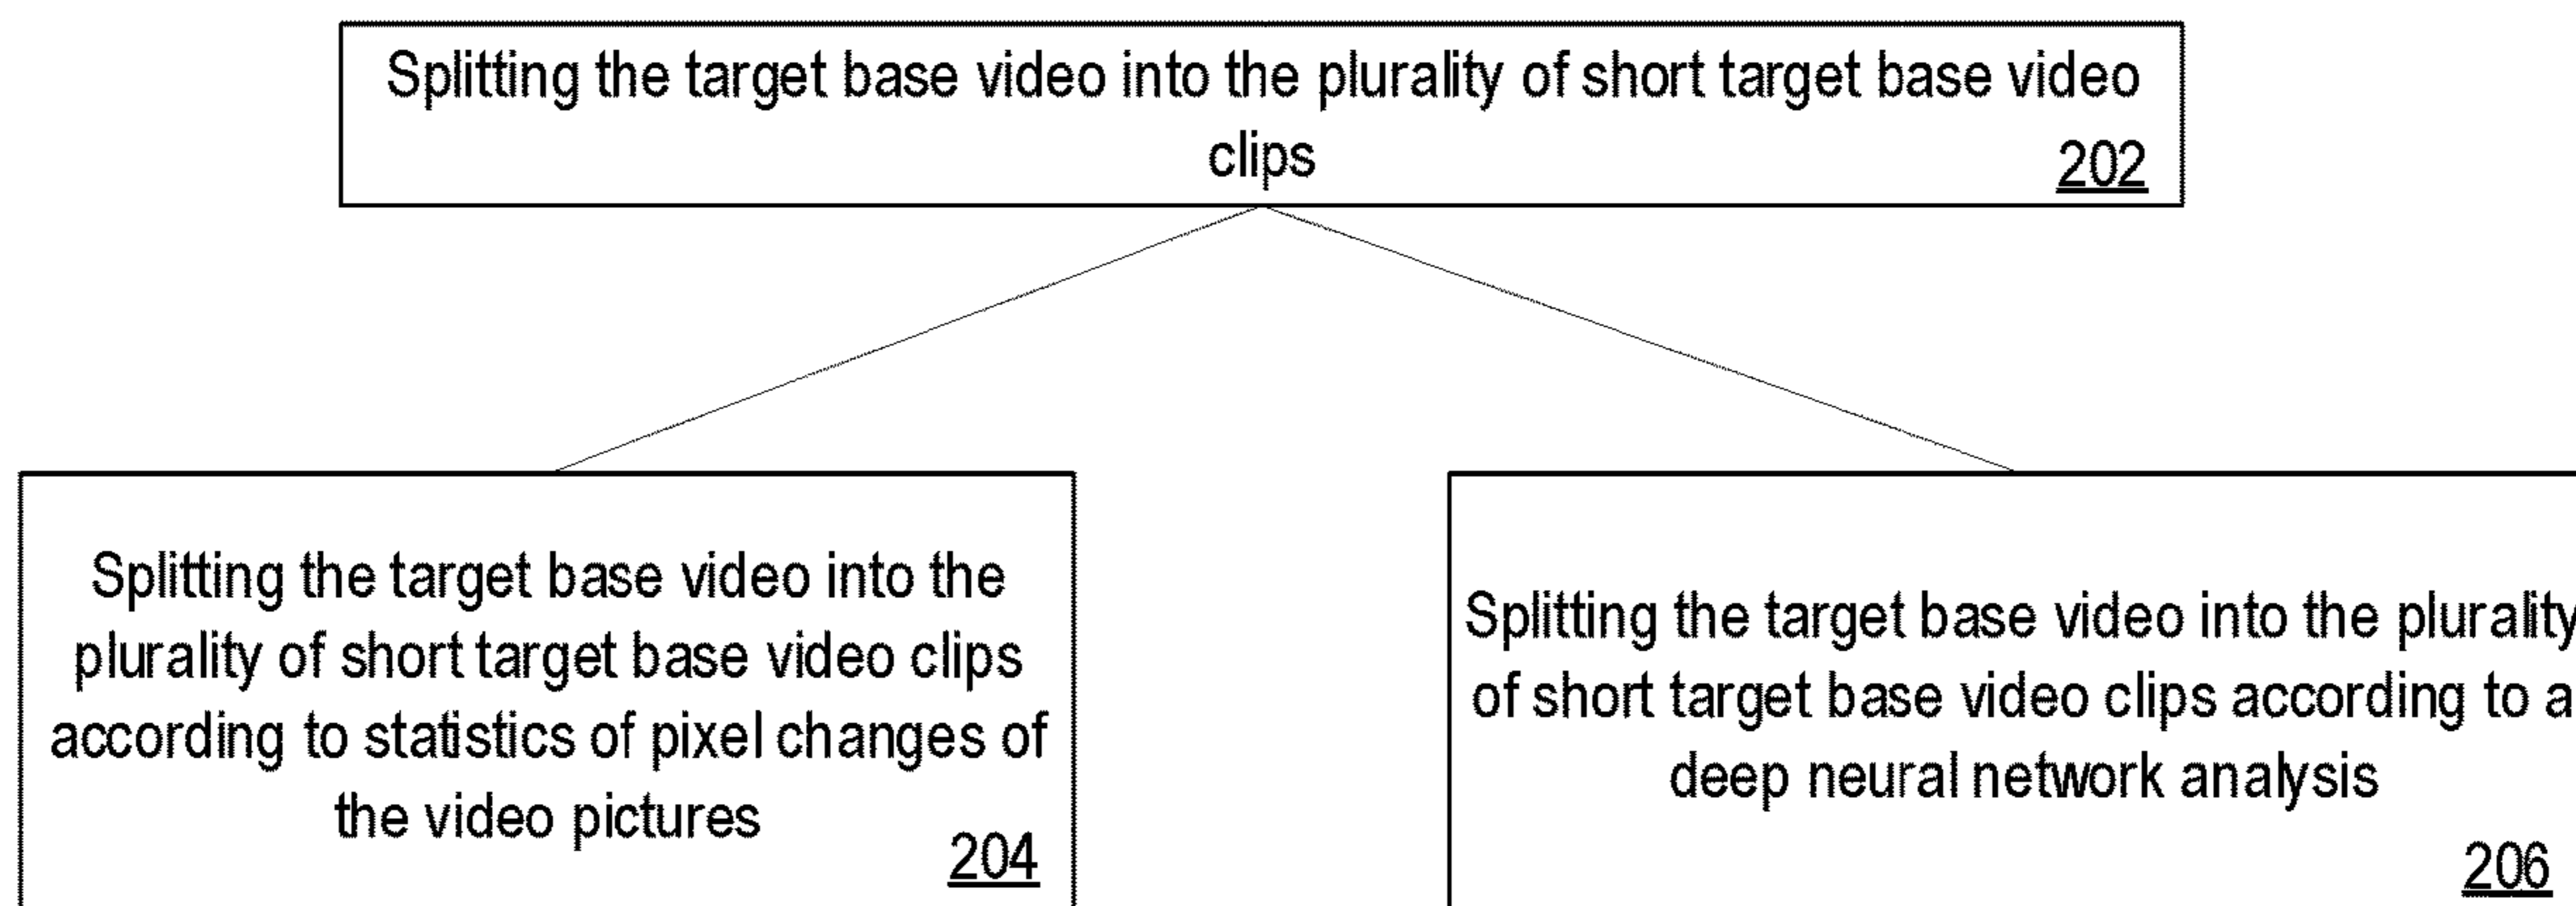 Splitting the target base video into the plurality of short target base video
clips
202
Splitting the target base video into the
plurality of short target base video clips
according to statistics of pixel changes of
the video pictures
204
Splitting the target base video into the plurality
of short target base video clips according to a
deep neural network analysis
206